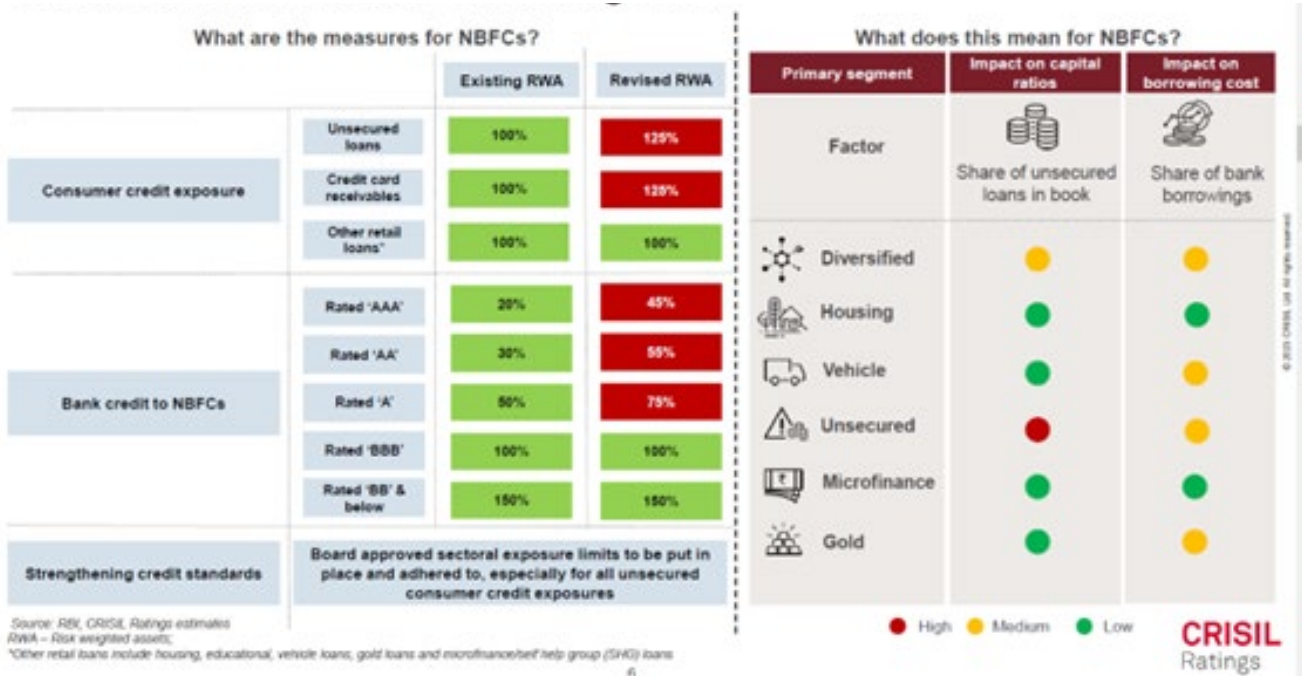 What are the measures for NBFCs?
Existing RWA
Revised RWA
Consumer credit exposure
Unsecured
loans
100%
125%
Credit card
receivables
100%
125%
Other retail
loans*
100%
100%
Bank credit to NBFCs
Rated 'AAA'
20%
45%
Rated 'AA'
30%
55%
Rated 'A'
50%
75%
Rated 'BBB'
100%
100%
Rated 'BB' &
below
150%
150%
Strengthening credit standards
Board approved sectoral exposure limits to be put in
place and adhered to, especially for all unsecured
consumer credit exposures
Source: RBI, CRISIL Ratings estimates
RWA – Risk weighted assets;
*Other retail loans include housing, educational, vehicle loans, gold loans and microfinance/self help group (SHG) loans
6
What does this mean for NBFCs?
Primary segment
Impact on capital
ratios
Impact on
borrowing cost
Factor
Share of unsecured
loans in book
Share of bank
borrowings
Diversified
Housing
Vehicle
Unsecured
₹
Microfinance
Gold
High
Medium
Low
© 2023 CRISIL Ltd. All rights reserved.
CRISIL
Ratings